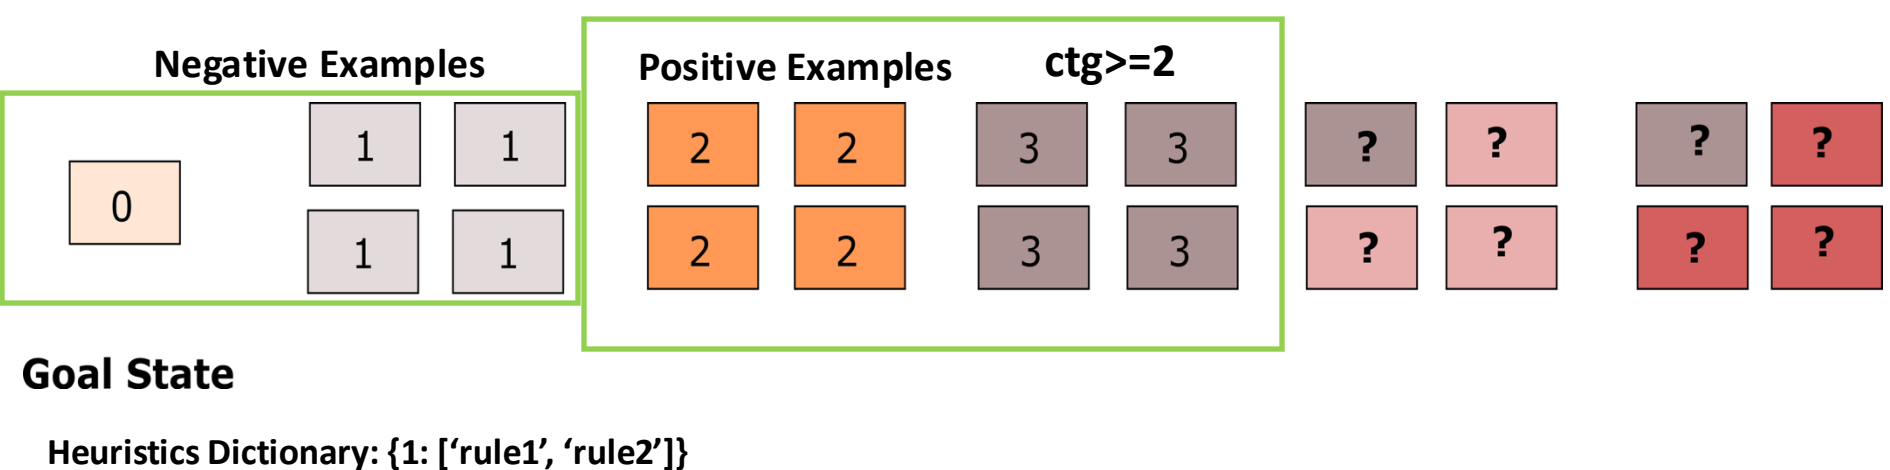 Negative Examples
Positive Examples ctg>=2
1 1 2 2 3 3 ? ? ? ?
0
1 1 2 2 3 3 ? ? ? ?
Goal State
Heuristics Dictionary: {1: [‘rule1’, ‘rule2’]}